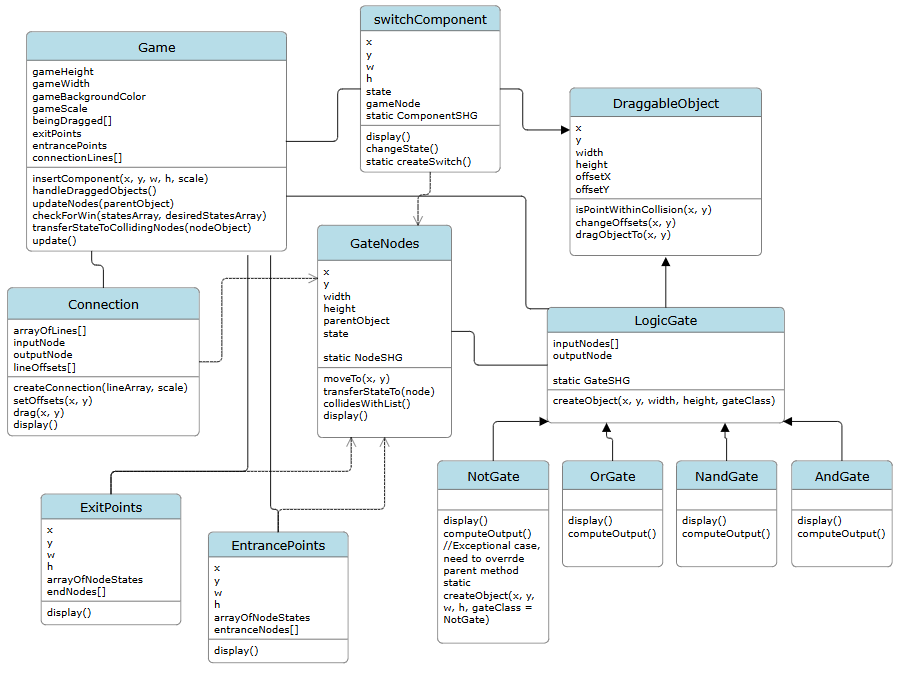 switchComponent
x
y
w
h
state
gameNode
static ComponentSHG
display()
changeState()
static createSwitch()
Game
gameHeight
gameWidth
gameBackgroundColor
gameScale
beingDragged[]
exitPoints
entrancePoints
connectionLines[]
insertComponent(x, y, w, h, scale)
handleDraggedObjects()
updateNodes(parentObject)
checkForWin(statesArray, desiredStatesArray)
transferStateToCollidingNodes(nodeObject)
update()
DraggableObject
x
y
width
height
offsetX
offsetY
isPointWithinCollision(x, y)
changeOffsets(x, y)
dragObjectTo(x, y)
GateNodes
x
y
width
height
parentObject
state
static NodeSHG
moveTo(x, y)
transferStateTo(node)
collidesWithList()
display()
Connection
arrayOfLines[]
inputNode
outputNode
lineOffsets[]
createConnection(lineArray, scale)
setOffsets(x, y)
drag(x, y)
display()
LogicGate
inputNodes[]
outputNode
static GateSHG
createObject(x, y, width, height, gateClass)
NotGate
display()
computeOutput()
//Exceptional case,
need to overrde
parent method
static
createObject(x, y,
w, h, gateClass =
NotGate)
OrGate
display()
computeOutput()
NandGate
display()
computeOutput()
AndGate
display()
computeOutput()
ExitPoints
x
y
w
h
arrayOfNodeStates
endNodes[]
display()
EntrancePoints
x
y
w
h
arrayOfNodeStates
entranceNodes[]
display()